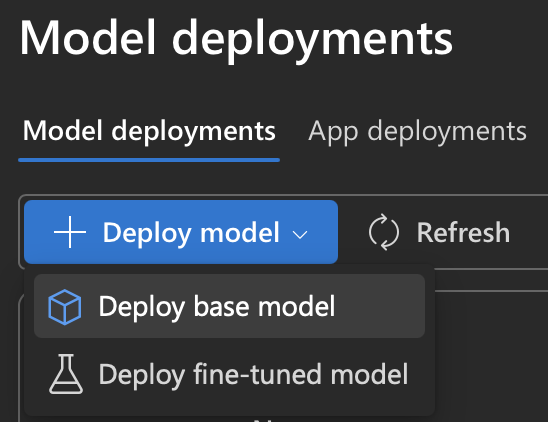 Model deployments
Model deployments App deployments
Deploy model Refresh
Deploy base model
Deploy fine-tuned model